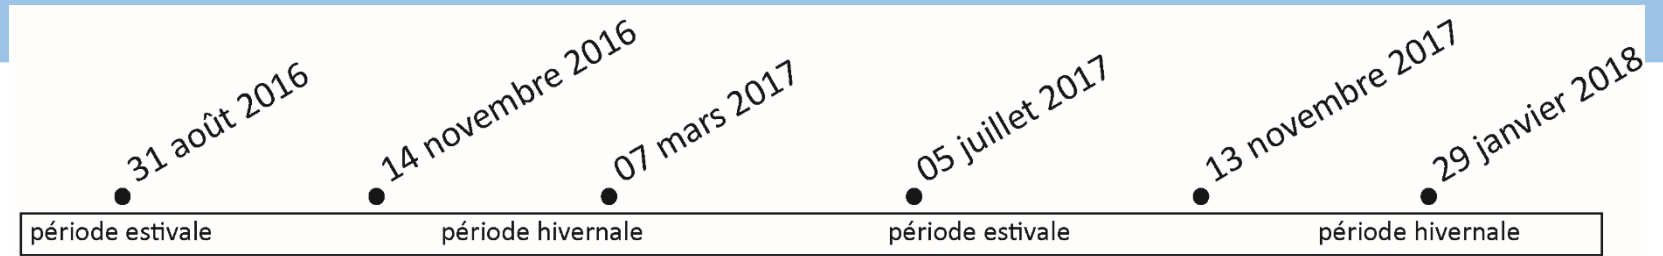 31 août 2016
14 novembre 2016
07 mars 2017
05 juillet 2017
13 novembre 2017
29 janvier 2018
période estivale
période hivernale
période estivale
période hivernale